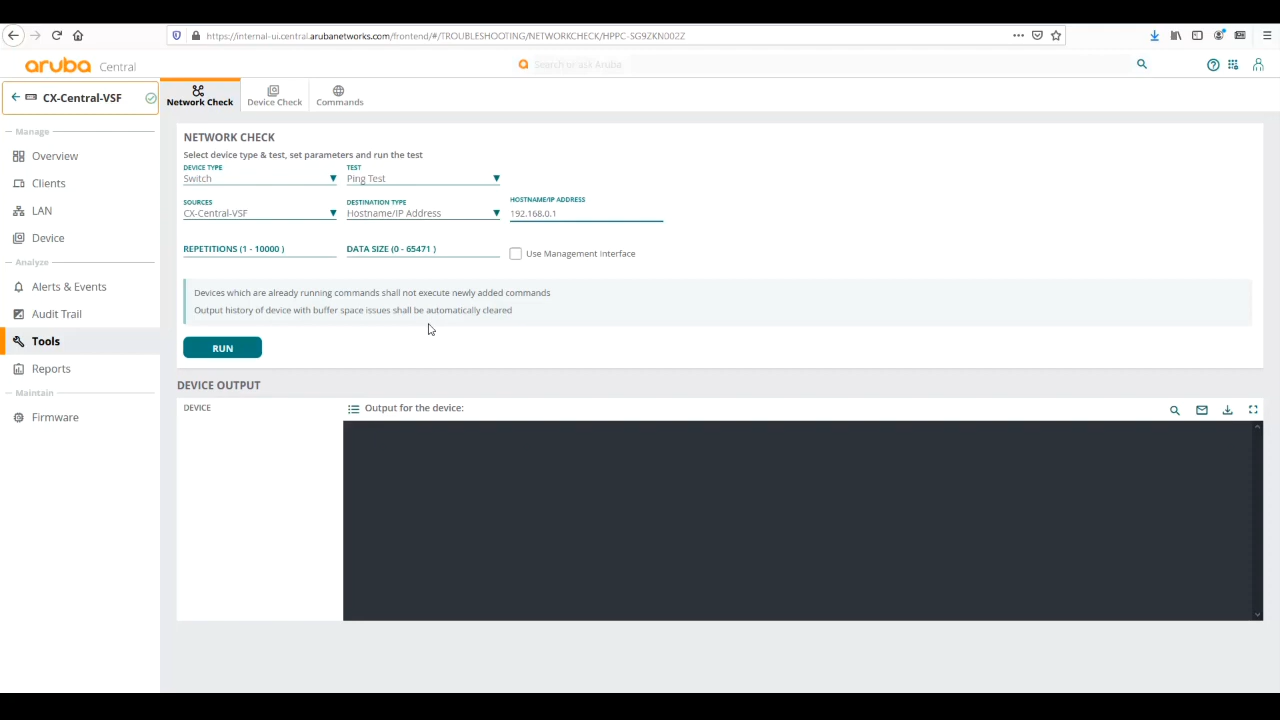 https://internal-ui.central.arubanetworks.com/frontend/#/TROUBLESHOOTING/NETWORKCHECK/HPPC-SG9ZKN002Z
aruba Central
Search or ask Aruba
CX-Central-VSF
Network Check
Device Check
Commands
Manage
Overview
Clients
LAN
Device
Analyze
Alerts & Events
Audit Trail
Tools
Reports
Maintain
Firmware
NETWORK CHECK
Select device type & test, set parameters and run the test
DEVICE TYPE TEST
Switch Ping Test
SOURCES DESTINATION TYPE HOSTNAME/IP ADDRESS
CX-Central-VSF Hostname/IP Address 192.168.0.1
REPETITIONS (1 - 10000 ) DATA SIZE (0 - 65471 ) Use Management Interface
Devices which are already running commands shall not execute newly added commands
Output history of device with buffer space issues shall be automatically cleared
RUN
DEVICE OUTPUT
DEVICE Output for the device: